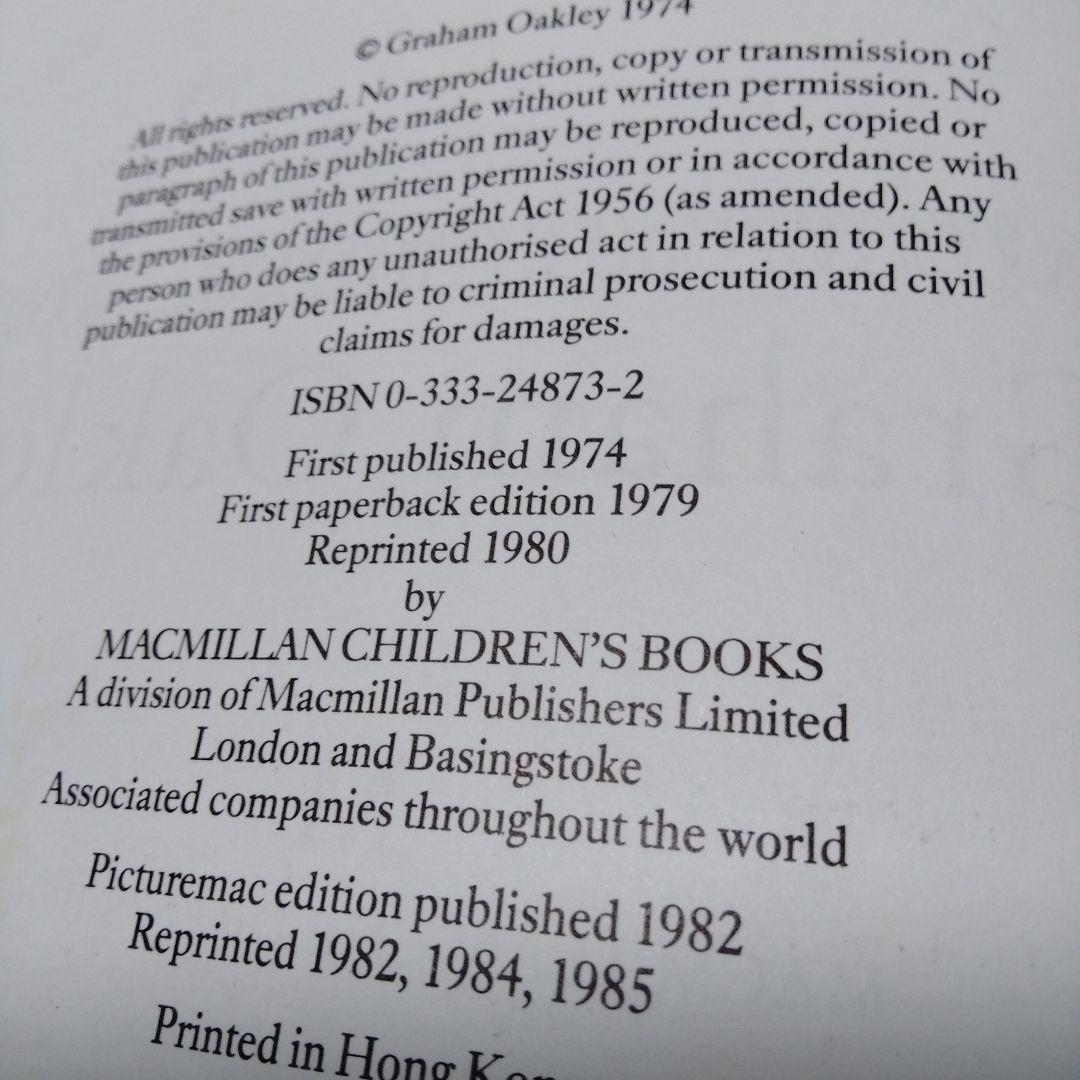 © Graham Oakley 1974
All rights reserved. No reproduction, copy or transmission of
this publication may be made without written permission. No
paragraph of this publication may be reproduced, copied or
transmitted save with written permission or in accordance with
the provisions of the Copyright Act 1956 (as amended). Any
person who does any unauthorised act in relation to this
publication may be liable to criminal prosecution and civil
claims for damages.
ISBN 0-333-24873-2
First published 1974
First paperback edition 1979
Reprinted 1980
by
MACMILLAN CHILDREN'S BOOKS
A division of Macmillan Publishers Limited
London and Basingstoke
Associated companies throughout the world
Picturemac edition published 1982
Reprinted 1982, 1984, 1985
Printed in Hong